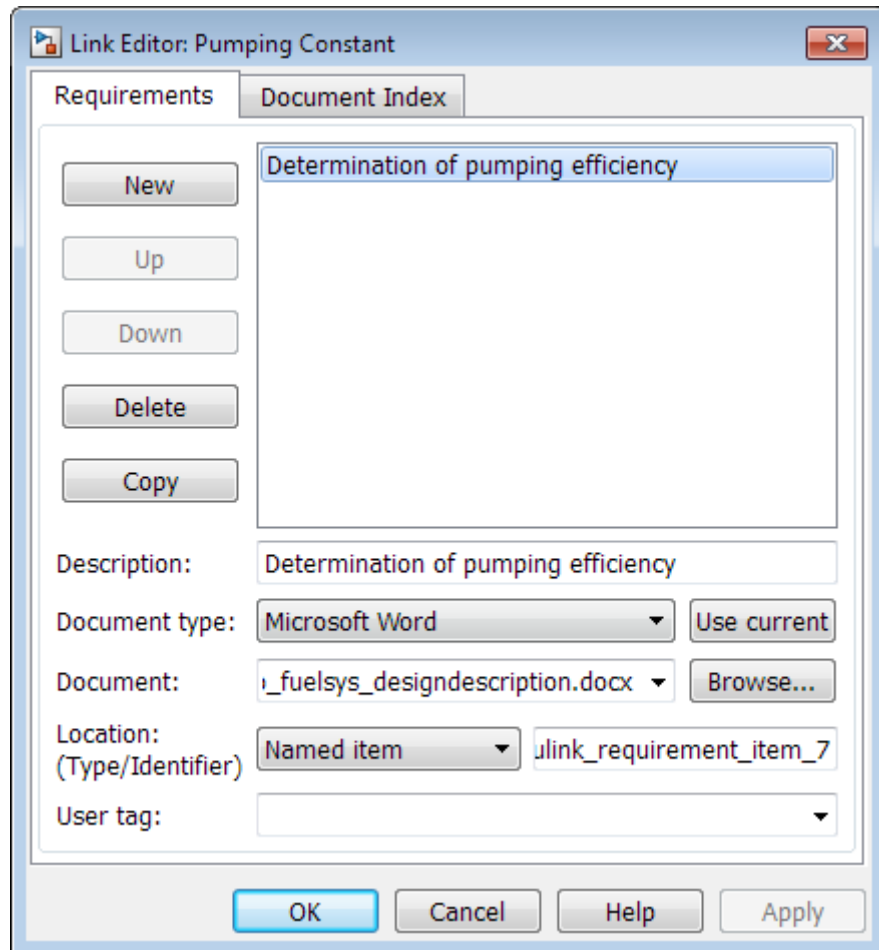 Link Editor: Pumping Constant
Requirements Document Index
New
Determination of pumping efficiency
Up
Down
Delete
Copy
Description: Determination of pumping efficiency
Document type: Microsoft Word Use current
Document: _fuelsys_designdescription.docx Browse...
Location:
(Type/Identifier) Named item ulink_requirement_item_7
User tag:
OK Cancel Help Apply